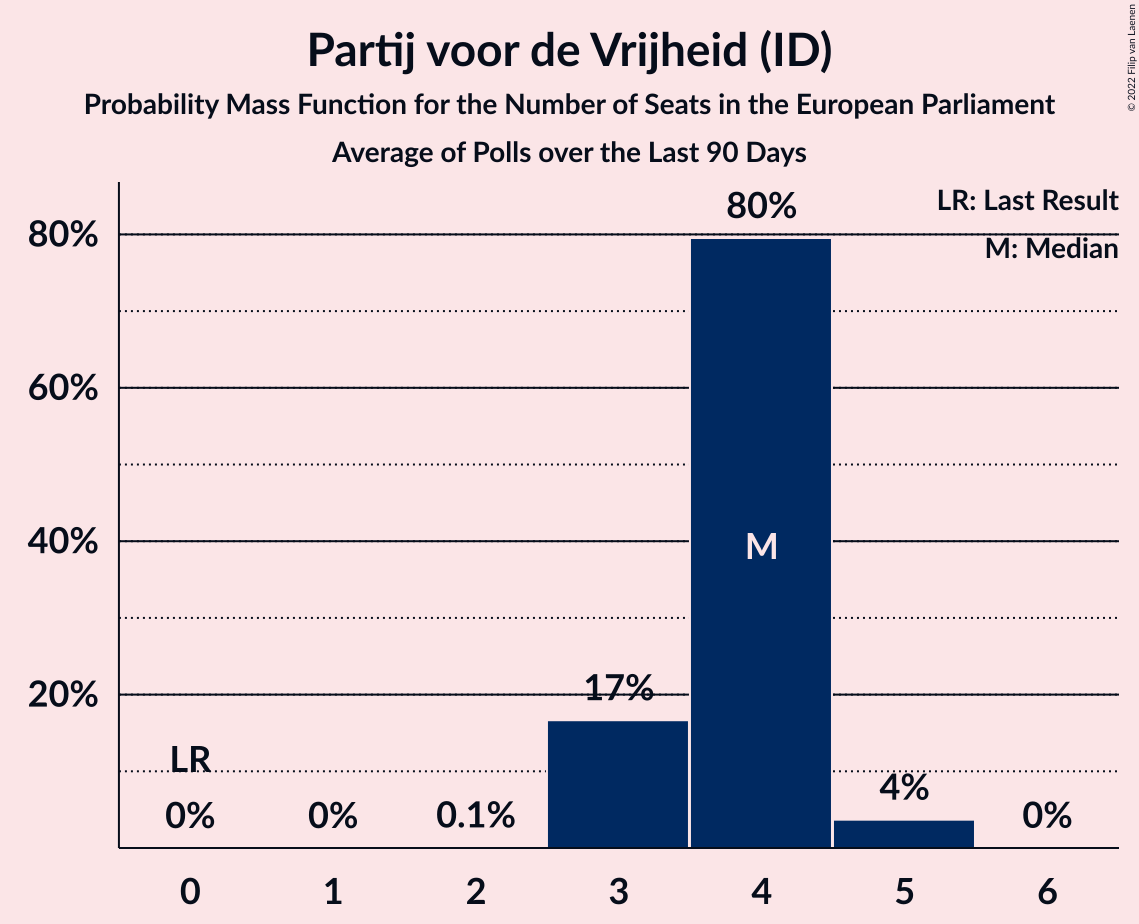 Partij voor de Vrijheid (ID)
Probability Mass Function for the Number of Seats in the European Parliament
Average of Polls over the Last 90 Days
© 2022 Filip van Laenen
LR: Last Result
M: Median
80%
60%
40%
20%
LR
0%
0%
0.1%
17%
80%
M
4%
0%
0 1 2 3 4 5 6